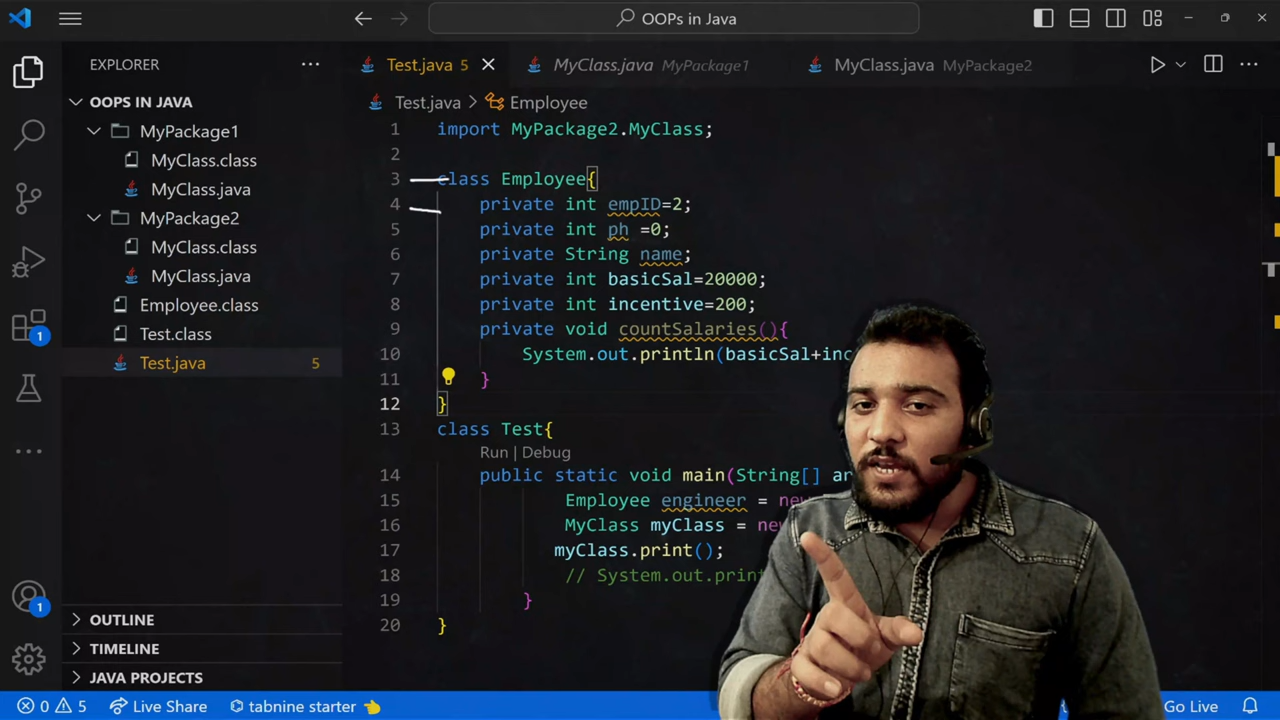 OOPs in Java
EXPLORER
Test.java 5
MyClass.java MyPackage1
MyClass.java MyPackage2
OOPS IN JAVA
MyPackage1
MyClass.class
MyClass.java
MyPackage2
MyClass.class
MyClass.java
Employee.class
Test.class
Test.java 5
Test.java > Employee
1 import MyPackage2.MyClass;
2
3 class Employee{
4 private int empID=2;
5 private int ph =0;
6 private String name;
7 private int basicSal=20000;
8 private int incentive=200;
9 private void countSalaries(){
10 System.out.println(basicSal+inc
11 }
12 }
13 class Test{
Run | Debug
14 public static void main(String[] ar
15 Employee engineer = new
16 MyClass myClass = new
17 myClass.print();
18 // System.out.print
19 }
20 }
1
1
OUTLINE
TIMELINE
JAVA PROJECTS
0 5 Live Share tabnine starter Go Live